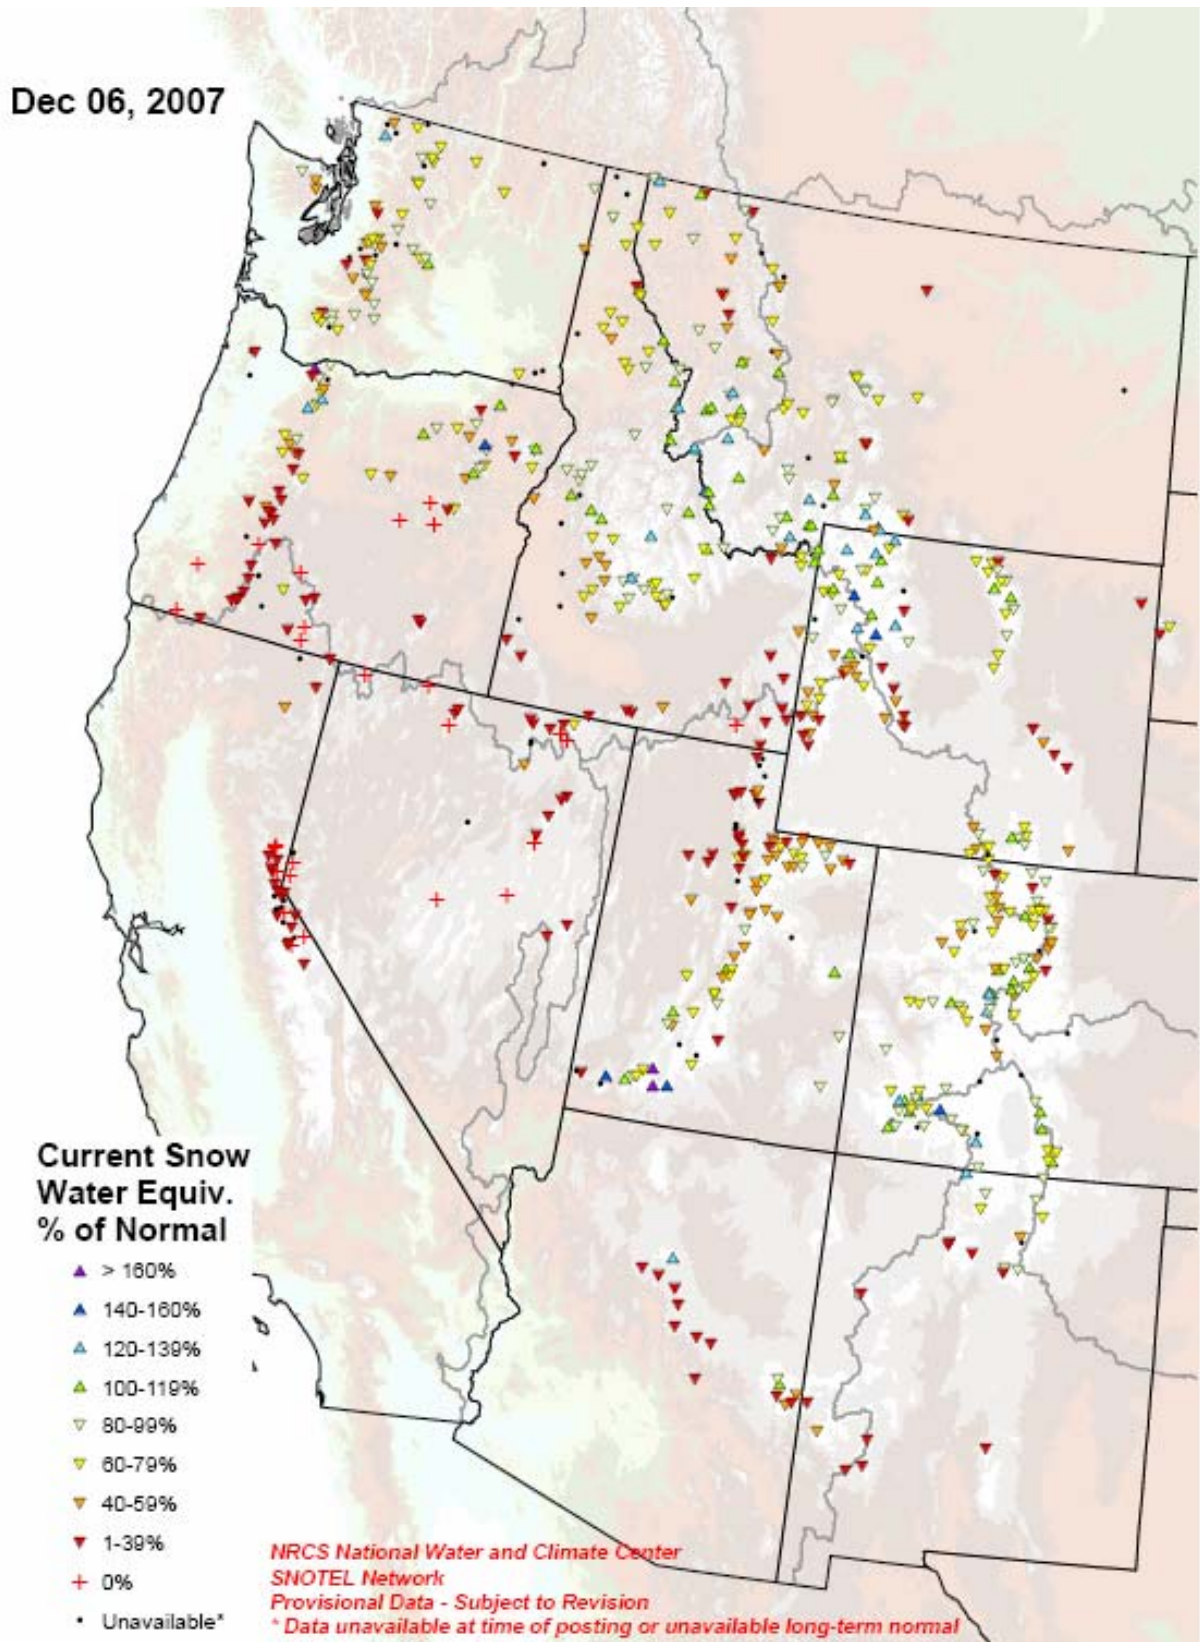 Dec 06, 2007
Current Snow
Water Equiv.
% of Normal
> 160%
140-160%
120-139%
100-119%
80-99%
60-79%
40-59%
1-39%
0%
Unavailable*
NRCS National Water and Climate Center
SNOTEL Network
Provisional Data - Subject to Revision
* Data unavailable at time of posting or unavailable long-term normal